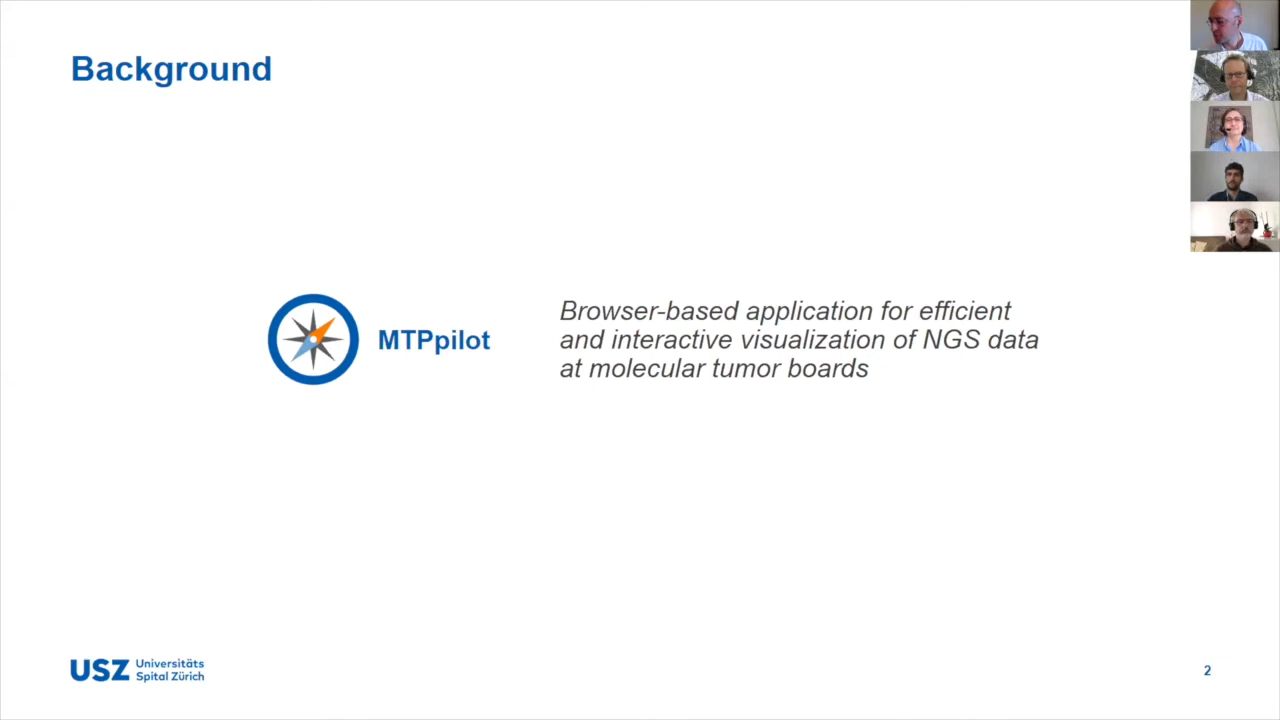 Background
MTPpilot
Browser-based application for efficient
and interactive visualization of NGS data
at molecular tumor boards
USZ
Universitäts
Spital Zürich
2